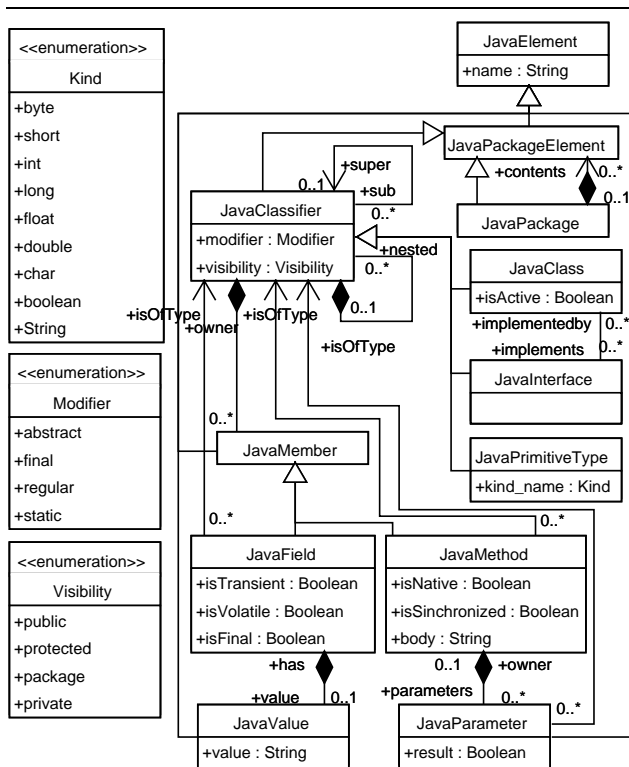 <<enumeration>>
Kind
+byte
+short
+int
+long
+float
+double
+char
+boolean
+String
<<enumeration>>
Modifier
+abstract
+final
+regular
+static
<<enumeration>>
Visibility
+public
+protected
+package
+private
JavaElement
+name : String
JavaPackageElement
+contents
0..*
0..1
JavaPackage
+super
0..1
+sub
0..*
JavaClassifier
+modifier : Modifier
+visibility : Visibility
+nested
0..*
0..1
+isOfType
+owner
+isOfType
+isOfType
JavaClass
+isActive : Boolean
+implementedby
0..*
0..*
+implements
JavaInterface
JavaPrimitiveType
+kind_name : Kind
0..*
JavaMember
0..*
0..*
JavaField
+isTransient : Boolean
+isVolatile : Boolean
+isFinal : Boolean
JavaMethod
+isNative : Boolean
+isSinchronized : Boolean
+body : String
+has
+value
0..1
0..1
+owner
+parameters
0..*
0..*
JavaValue
+value : String
JavaParameter
+result : Boolean